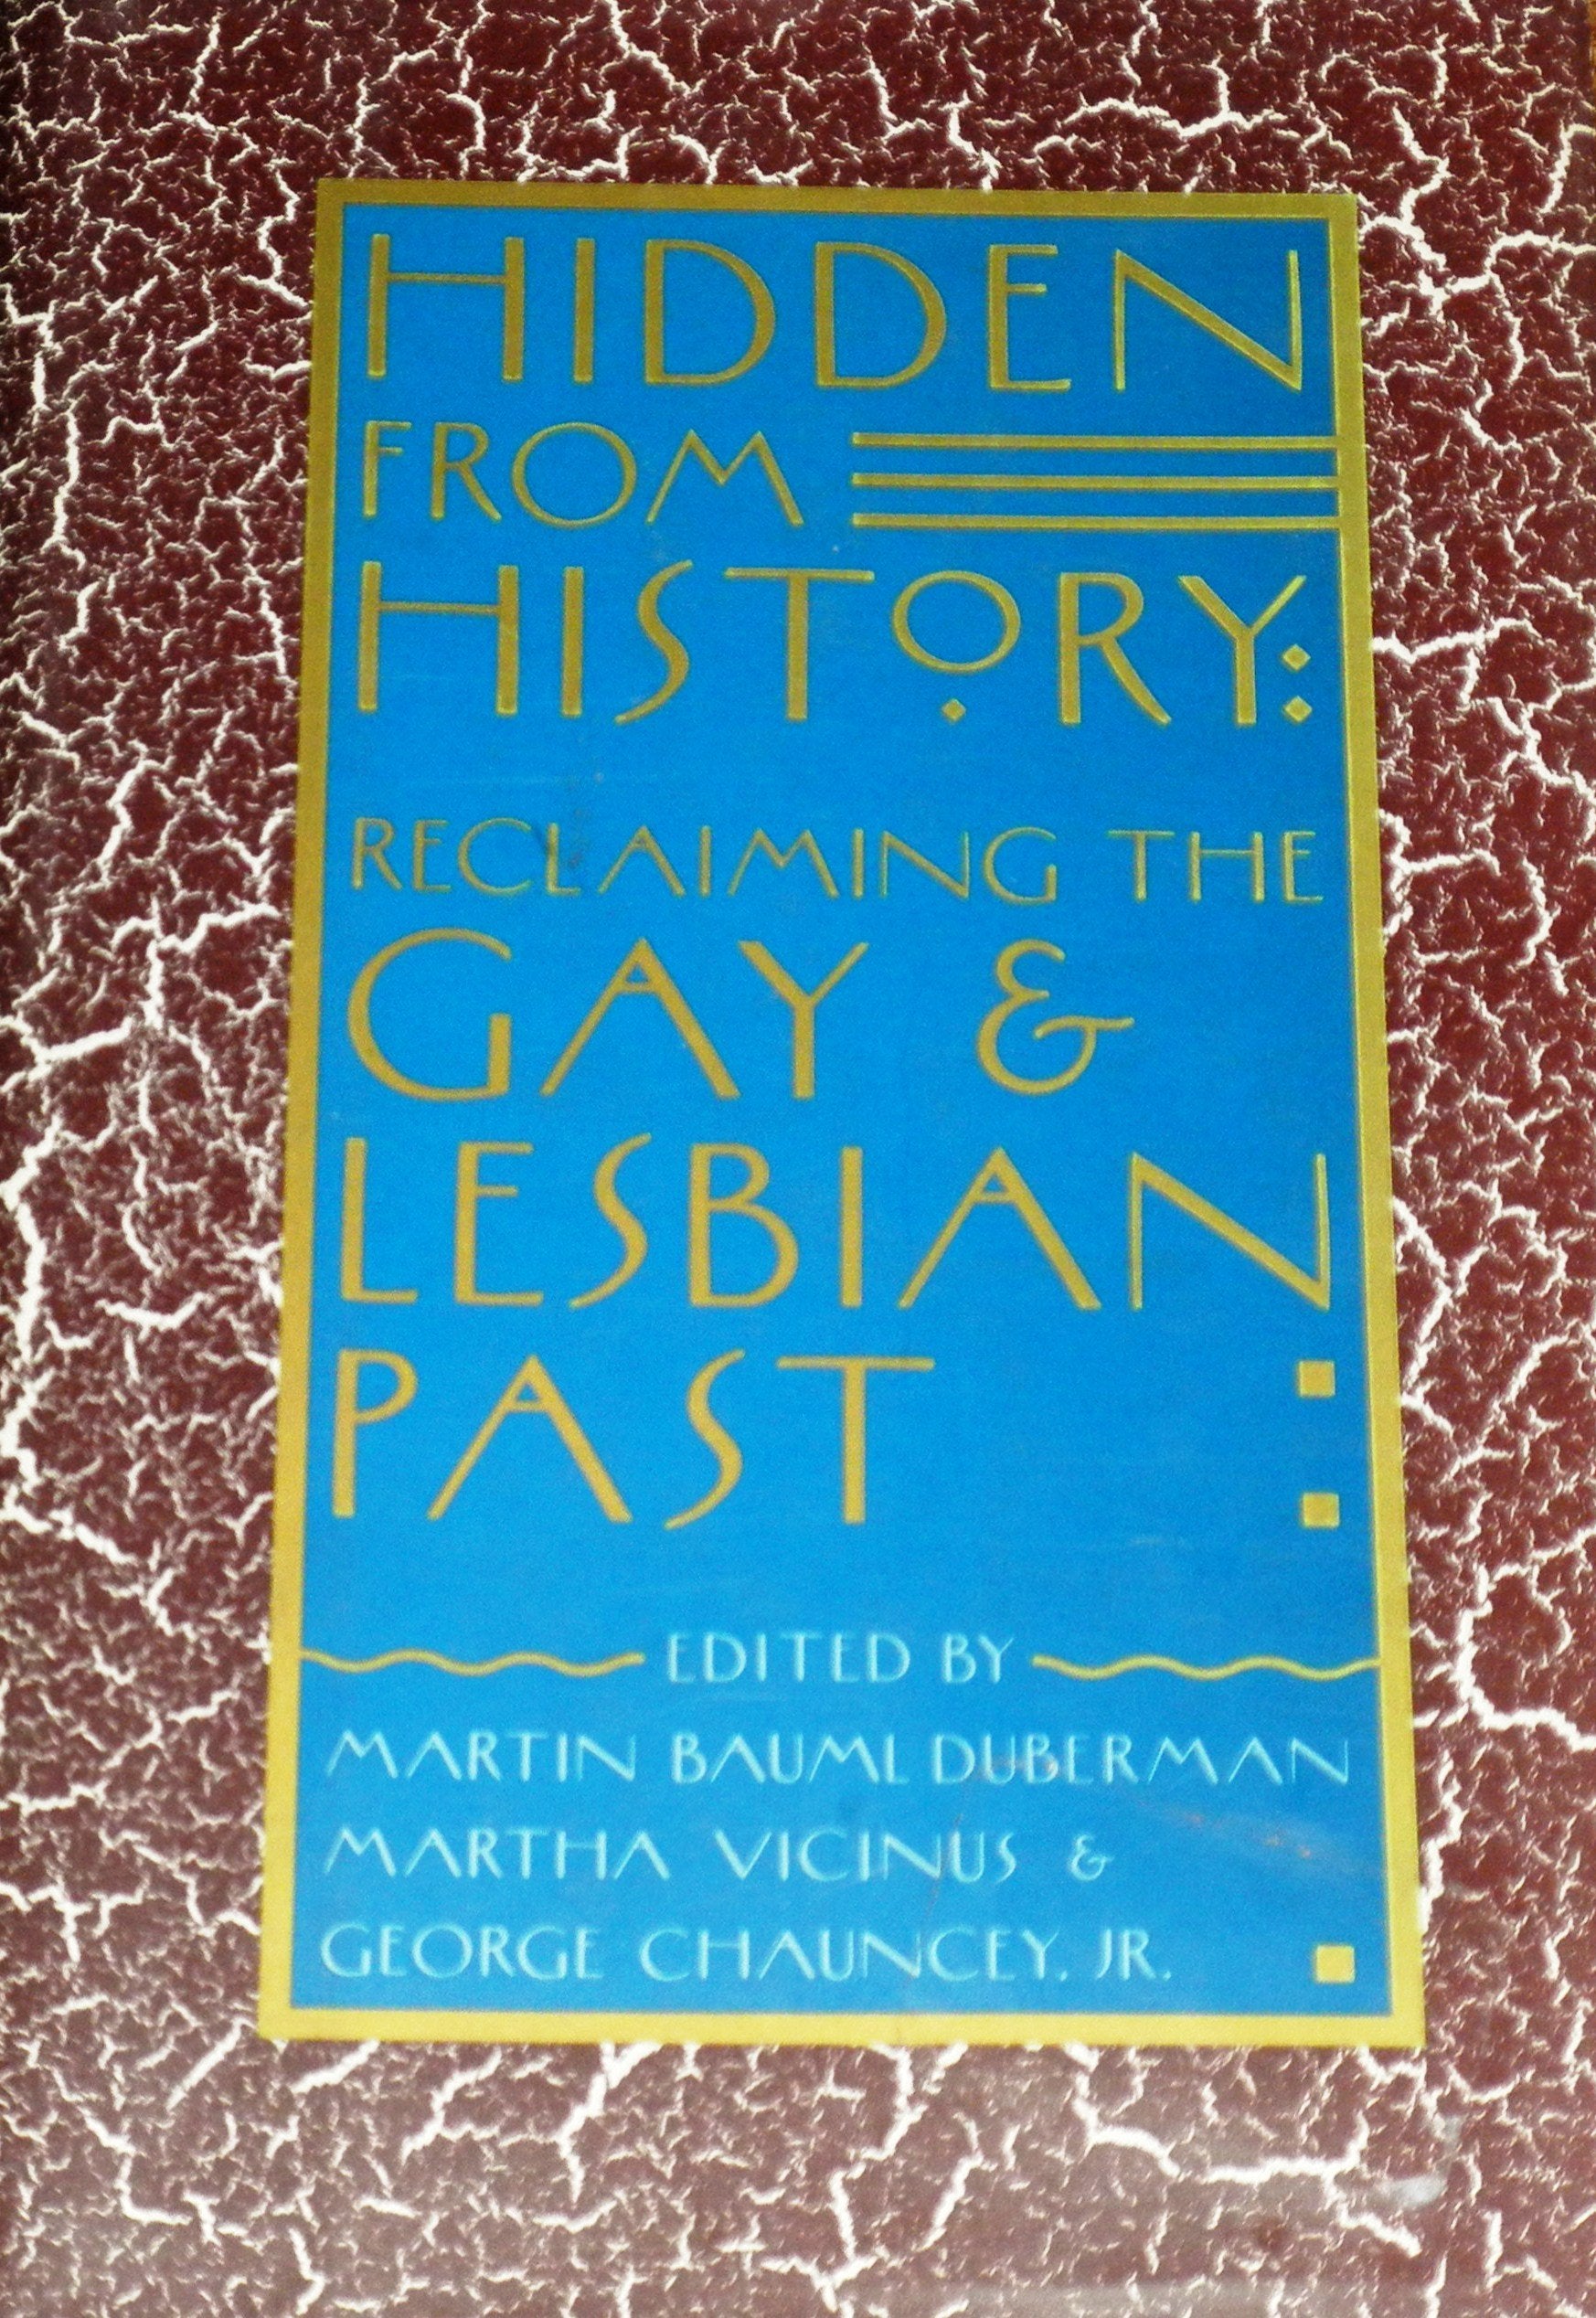 HIDDEN
FROM
HISTORY:
RECLAIMING THE
GAY &
LESBIAN
PAST
EDITED BY
MARTIN BAUML DUBERMAN
MARTHA VICINUS &
GEORGE CHAUNCEY, JR.